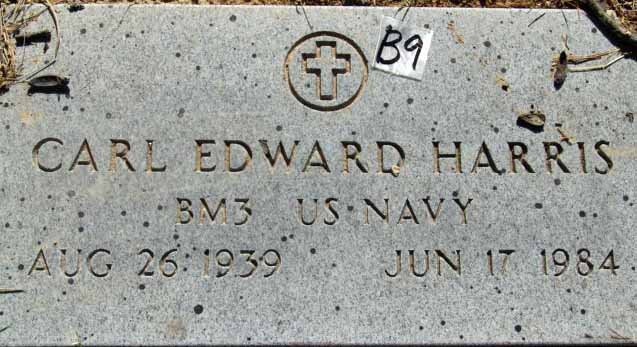 B9
CARL EDWARD HARRIS
BM3 US NAVY
AUG 26 1939 JUN 17 1984